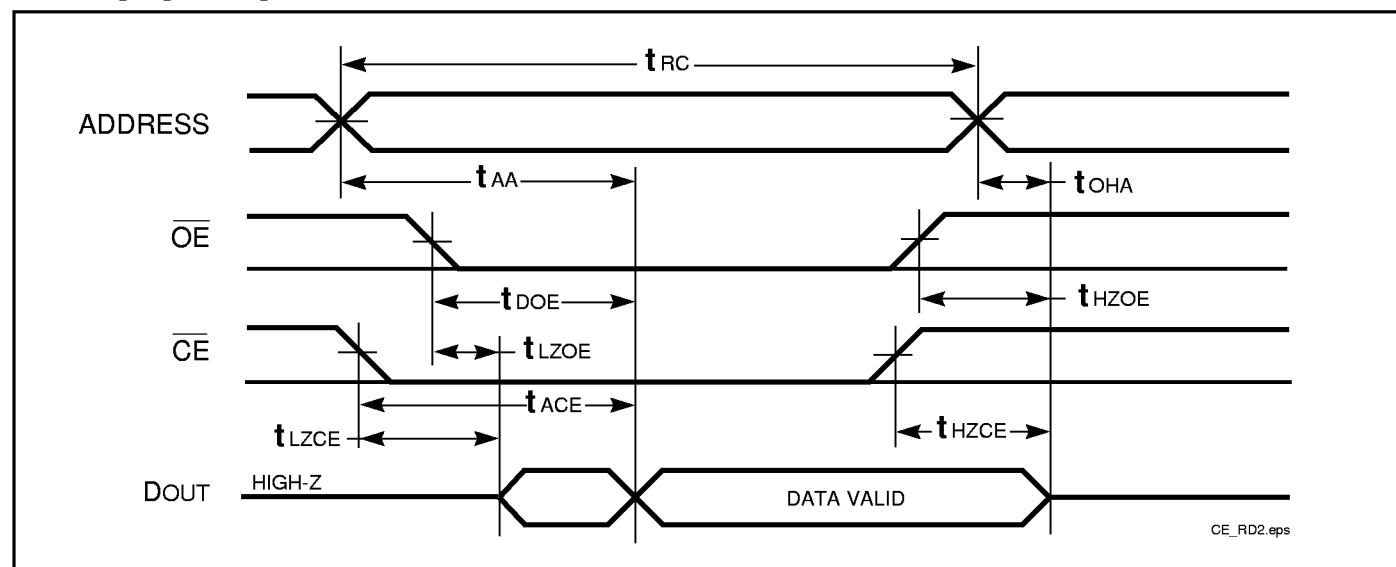 tRC
ADDRESS
tAA
tOHA
OE
tDOE
tHZOE
CE
tLZOE
tACE
tLZCE
tHZCE
DOUT
HIGH-Z
DATA VALID
CE_RD2.eps